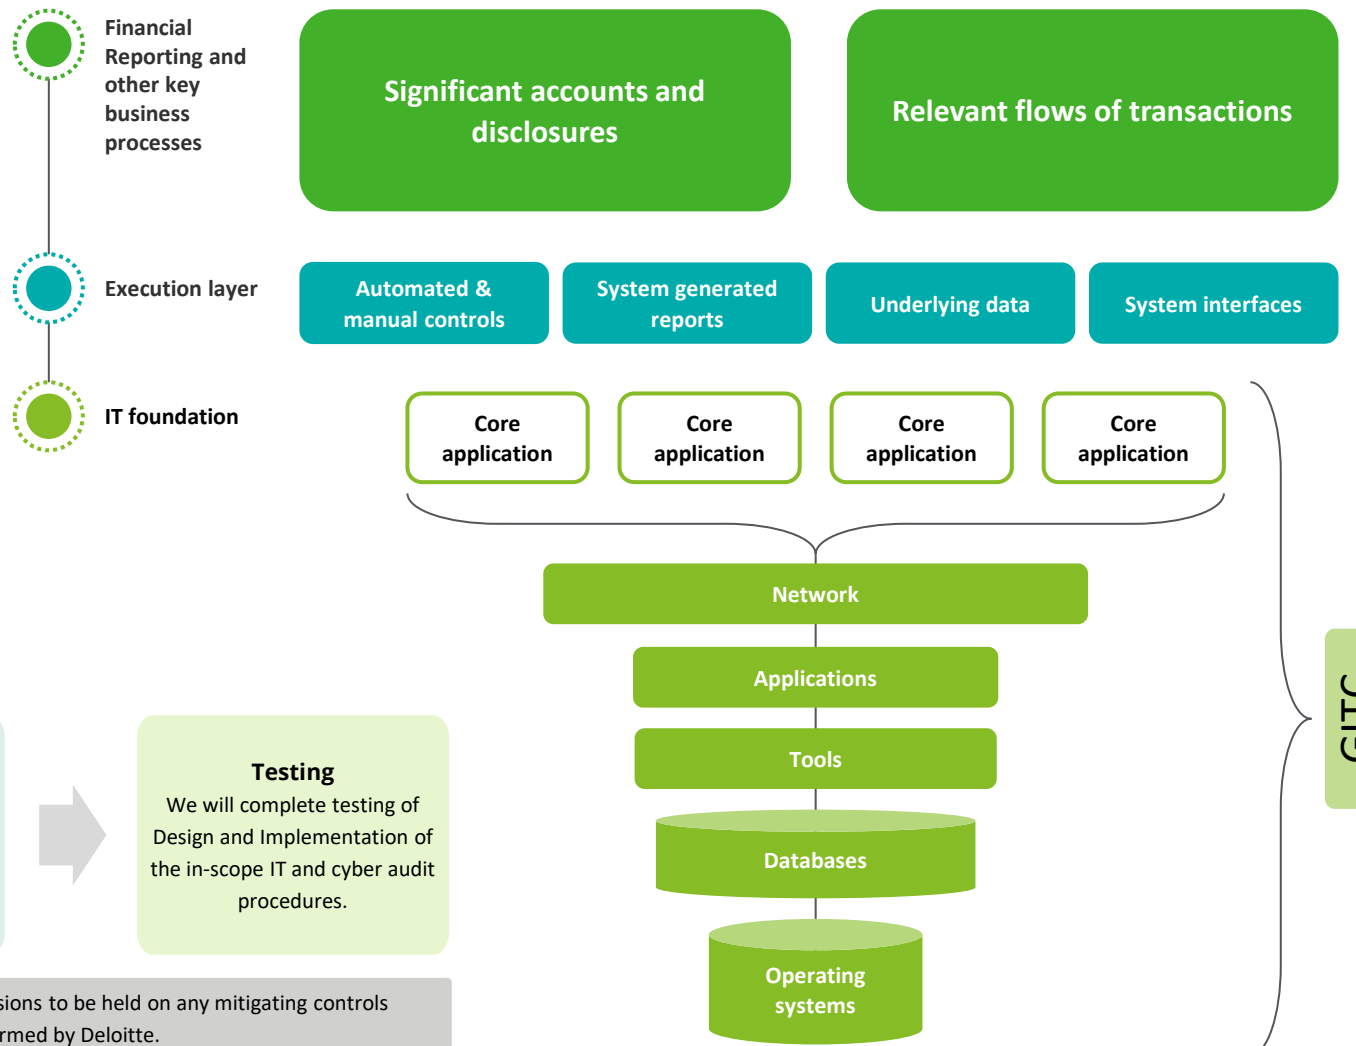 Financial
Reporting and
other key
business
processes
Significant accounts and
disclosures
Relevant flows of transactions
Execution layer
Automated &
manual controls
System generated
reports
Underlying data
System interfaces
IT foundation
Core
application
Core
application
Core
application
Core
application
Network
Applications
Tools
Databases
Operating
systems
GITC
Testing
We will complete testing of
Design and Implementation of
the in-scope IT and cyber audit
procedures.
to be held on any mitigating controls
by Deloitte.